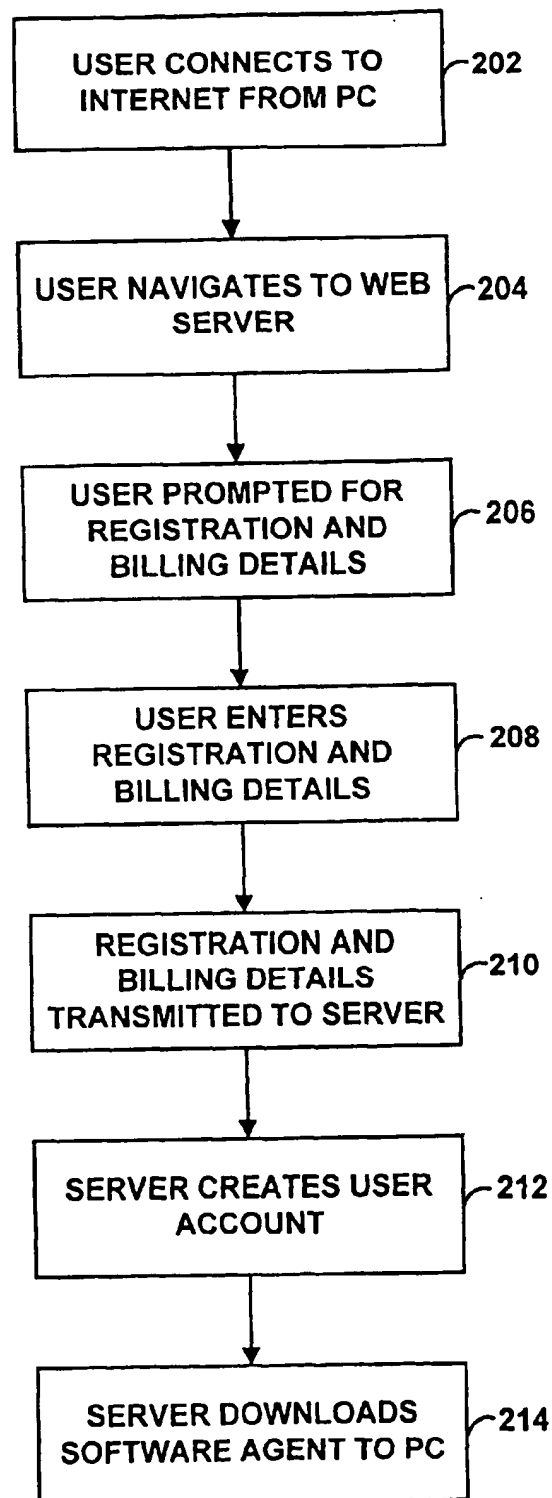 USER CONNECTS TO
INTERNET FROM PC
202
USER NAVIGATES TO WEB
SERVER
204
USER PROMPTED FOR
REGISTRATION AND
BILLING DETAILS
206
USER ENTERS
REGISTRATION AND
BILLING DETAILS
208
REGISTRATION AND
BILLING DETAILS
TRANSMITTED TO SERVER
210
SERVER CREATES USER
ACCOUNT
212
SERVER DOWNLOADS
SOFTWARE AGENT TO PC
214